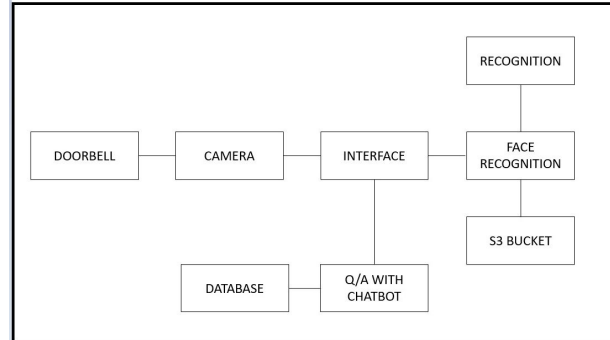 RECOGNITION
DOORBELL
CAMERA
INTERFACE
FACE
RECOGNITION
S3 BUCKET
DATABASE
Q/A WITH
CHATBOT